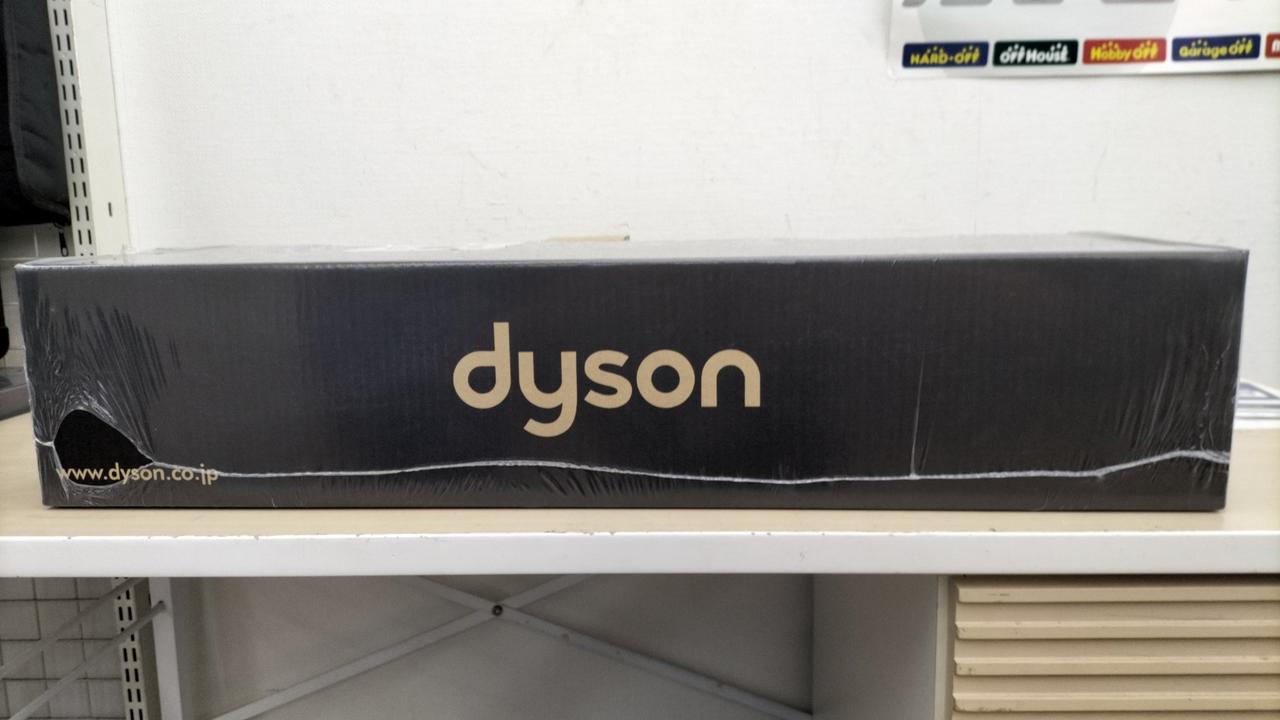 HARD・OFF
OFF HOUSE
Hobby OFF
Garage OFF
dyson
www.dyson.co.jp